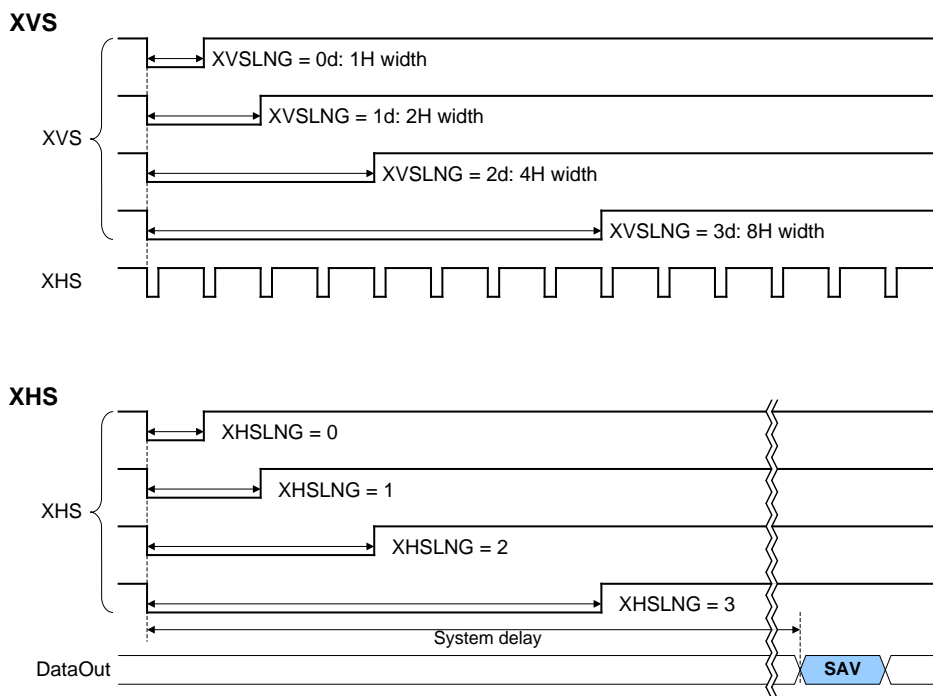 XVS
XVSLNG = 0d: 1H width
XVSLNG = 1d: 2H width
XVS
XVSLNG = 2d: 4H width
XVSLNG = 3d: 8H width
XHS
XHS
XHSLNG = 0
XHSLNG = 1
XHS
XHSLNG = 2
XHSLNG = 3
System delay
DataOut
SAV